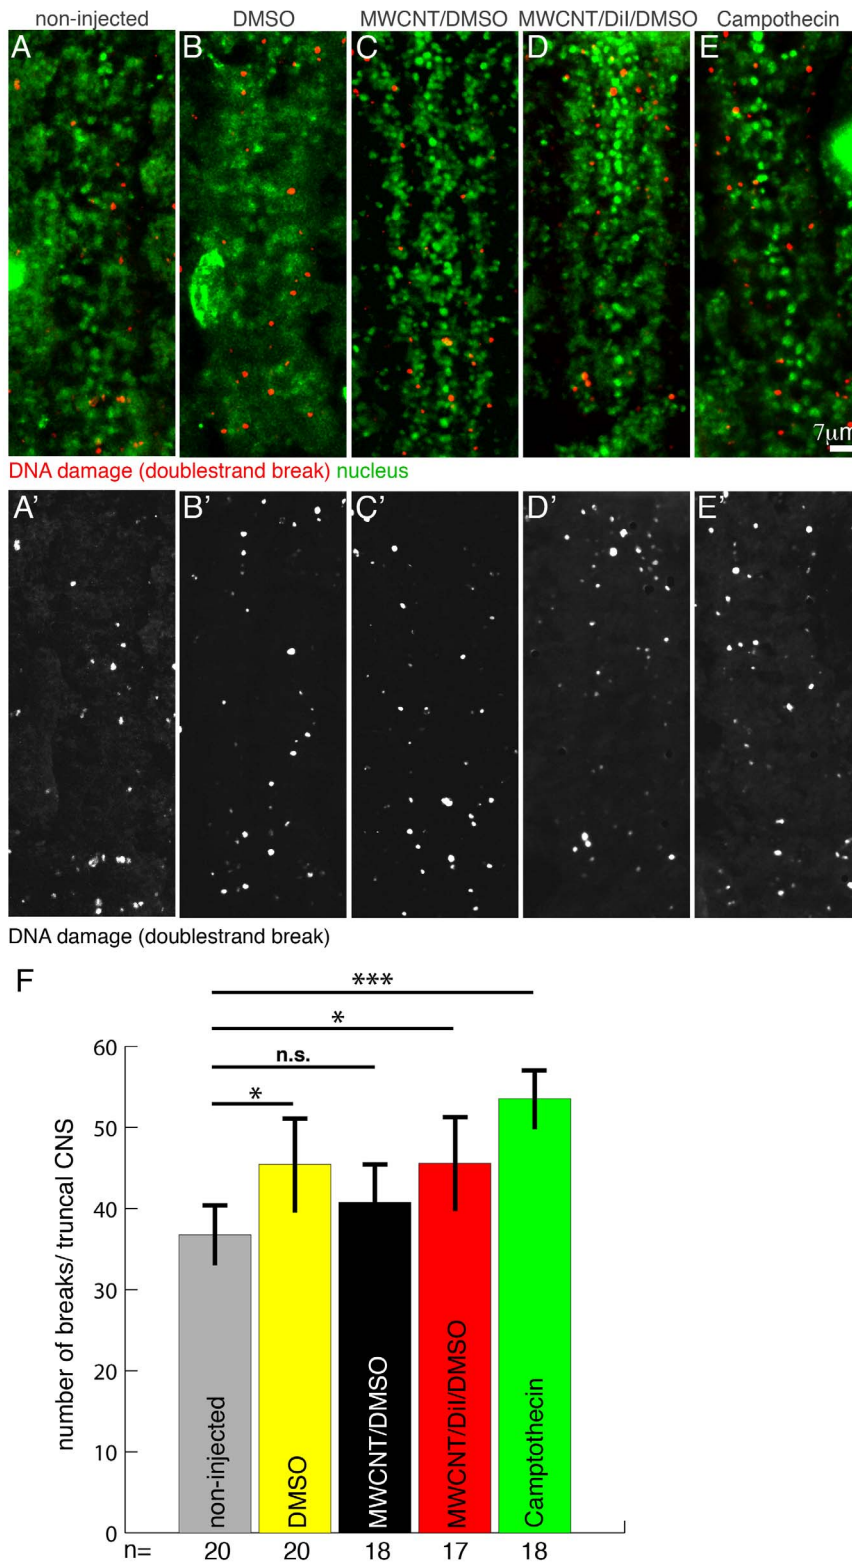 non-injected DMSO MWCNT/DMSO MWCNT/DiI/DMSO Campothecin
A B C D E
7µm
DNA damage (doublestrand break) nucleus
A’ B’ C’ D’ E’
DNA damage (doublestrand break)
F
***
*
n.s.
*
60
50
40
30
20
10
0
number of breaks/ truncal CNS
non-injected
DMSO
MWCNT/DMSO
MWCNT/DiI/DMSO
Camptothecin
n= 20 20 18 17 18